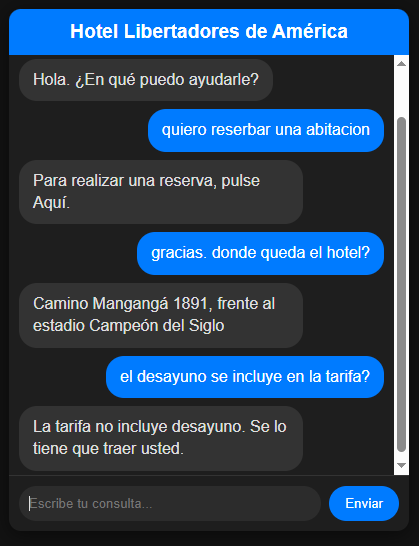 Hotel Libertadores de América
Hola. ¿En qué puedo ayudarle?
quiero reserbar una abitacion
Para realizar una reserva, pulse
Aquí.
gracias. donde queda el hotel?
Camino Mangangá 1891, frente al
estadio Campeón del Siglo
el desayuno se incluye en la tarifa?
La tarifa no incluye desayuno. Se lo
tiene que traer usted.
Escribe tu consulta...
Enviar